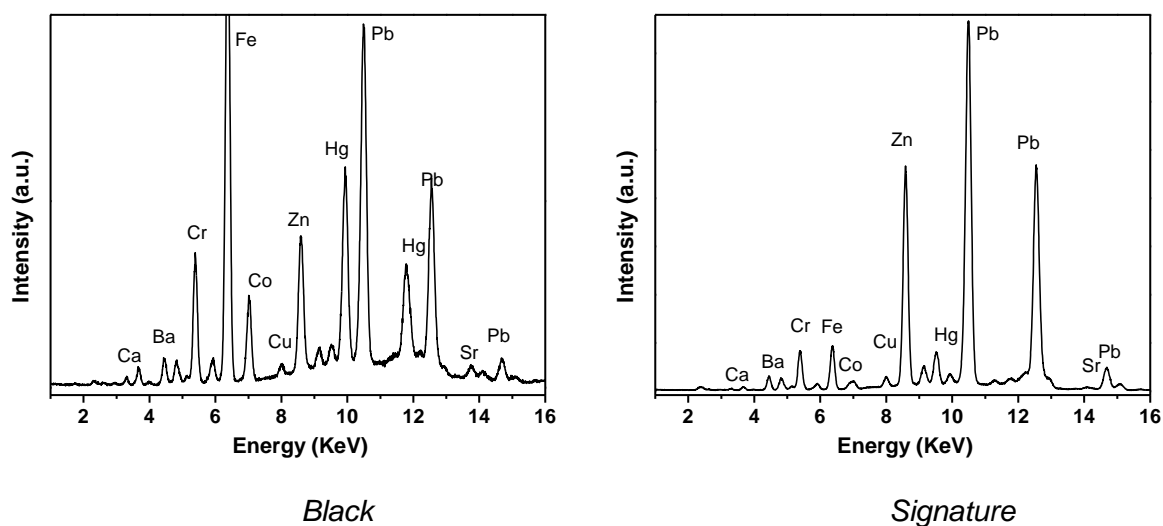 Fe
Pb
Hg
Cr
Pb
Zn
Hg
Co
Ba
Cu
Pb
Ca
Sr
Intensity (a.u.)
4 6 8 10 12 14 16
Energy (KeV)
Black
Pb
Zn
Pb
Cr
Fe
Cu
Hg
Ba
Co
Sr
Pb
Ca
Intensity (a.u.)
2 4 6 8 10 12 14 16
Energy (KeV)
Signature